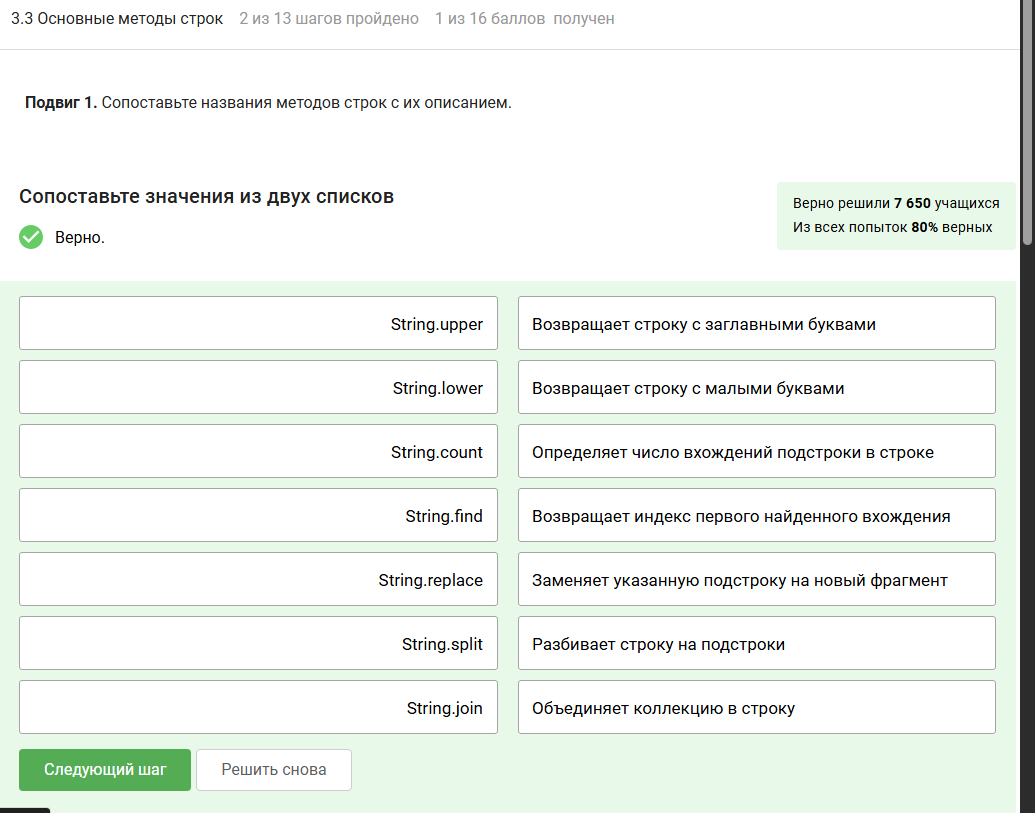 3.3 Основные методы строк 2 из 13 шагов пройдено 1 из 16 баллов получен
Подвиг 1. Сопоставьте названия методов строк с их описанием.
Сопоставьте значения из двух списков
Верно.
Верно решили 7 650 учащихся
Из всех попыток 80% верных
String.upper Возвращает строку с заглавными буквами
String.lower Возвращает строку с малыми буквами
String.count Определяет число вхождений подстроки в строке
String.find Возвращает индекс первого найденного вхождения
String.replace Заменяет указанную подстроку на новый фрагмент
String.split Разбивает строку на подстроки
String.join Объединяет коллекцию в строку
Следующий шаг Решить снова